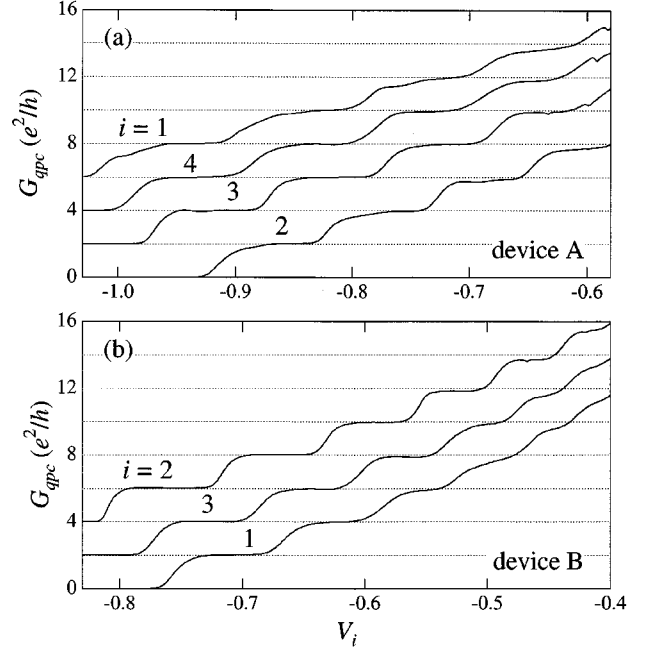 16
(a)
12
i = 1
G_qpc (e²/h)
8
4
3
4
2
device A
0
-1.0
-0.9
-0.8
-0.7
-0.6
16
(b)
12
G_qpc (e²/h)
8
i = 2
3
4
1
device B
0
-0.8
-0.7
-0.6
-0.5
-0.4
V_i